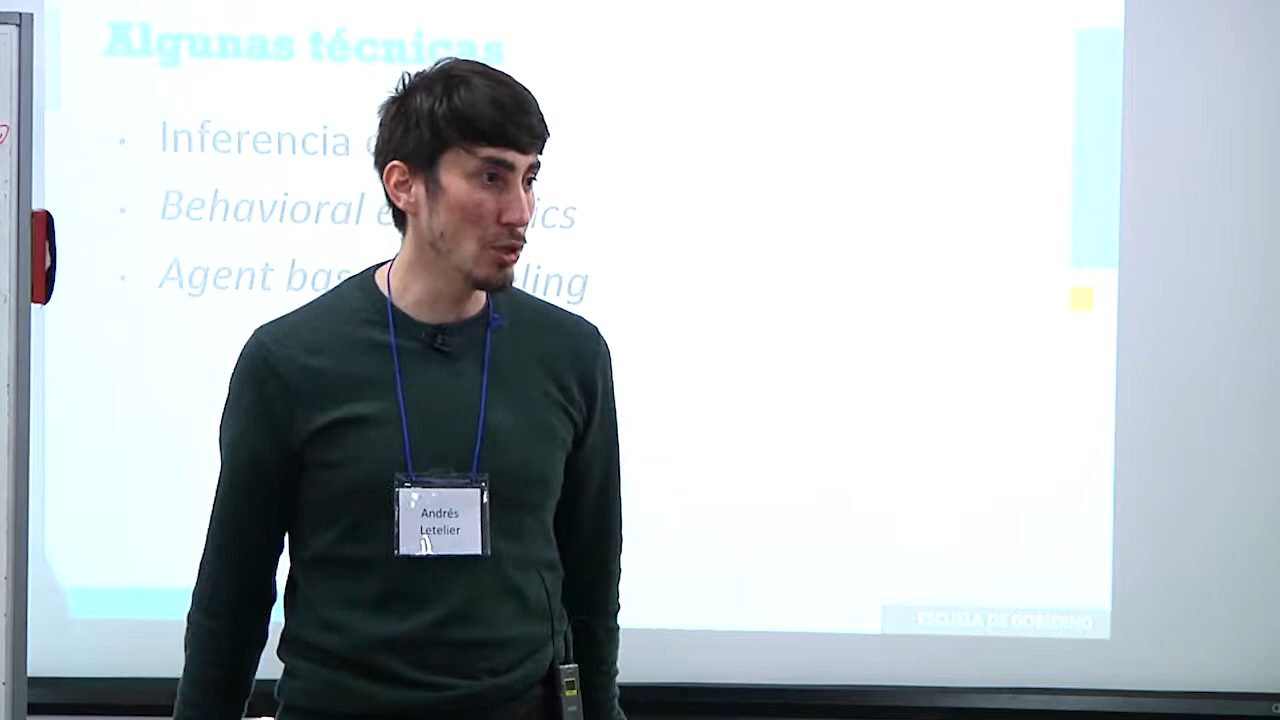 Algunas técnicas
Inferencia
Behavioral e ics
Agent bas ling
Andrés
Letelier
ESCUELA DE GOBIERNO